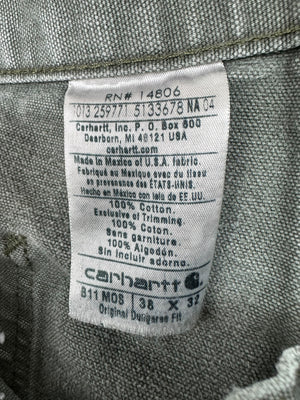 RN# 14806
1013 259771 5133678 NA 04
Carhartt, Inc. P. O. Box 600
Dearborn, MI 48121 USA
carhartt.com
Made in Mexico of U.S.A. fabric.
Fabriqué au Mexique avec du tissu
en provenance des ÉTATS-UNIS.
Hecho en México con tela de EE.UU.
100% Cotton.
Exclusive of Trimming.
100% Coton.
Sans garniture.
100% Algodón.
Sin incluir adorno.
carhartt
B11 MOS 38 X 32
Original Dungaree Fit